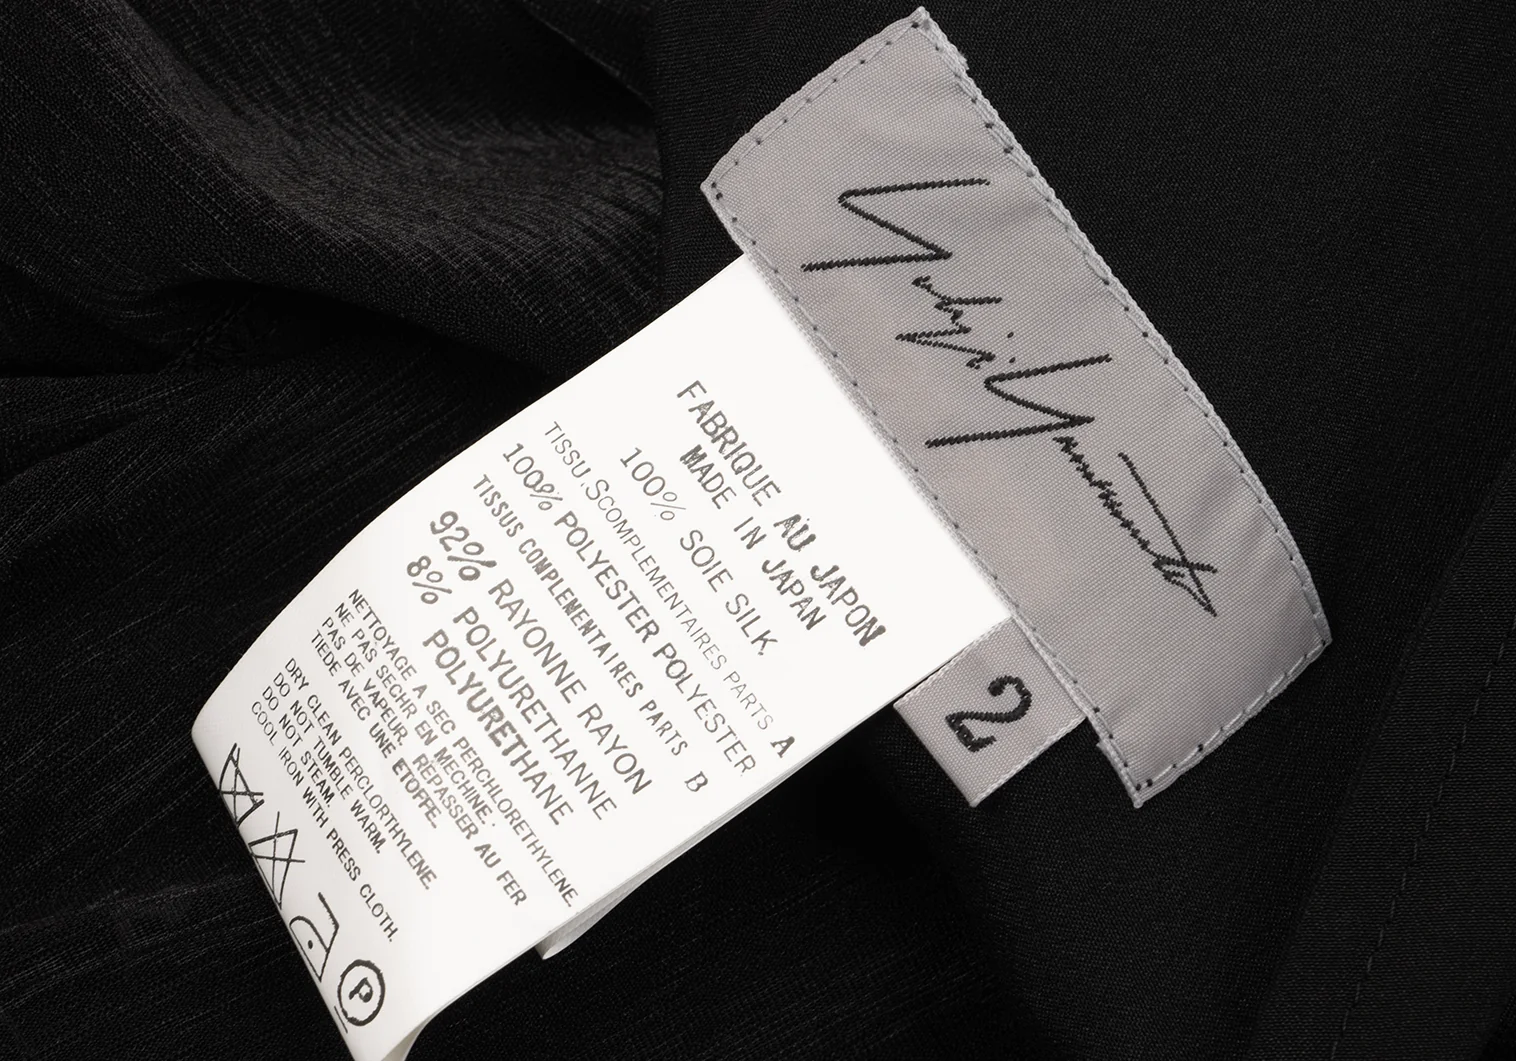 Yohji Yamamoto
2
FABRIQUE AU JAPON
MADE IN JAPAN
100% SOIE SILK.
TISSU.SCOMPLEMENTAIRES PARTS A
100% POLYESTER POLYESTER.
TISSUS COMPLEMENTAIRES PARTS B
92% RAYONNE RAYON
8% POLYURETHANNE
POLYURETHANE
NETTOYAGE A SEC PERCHLORETHYLENE.
NE PAS SECHR EN MECHINE.
PAS DE VAPEUR. REPASSER AU FER
TIEDE AVEC UNE ETOFFE.
DRY CLEAN PERCLORTHYLENE.
DO NOT TUMBLE WARM.
DO NOT STEAM.
COOL IRON WITH PRESS CLOTH.
P